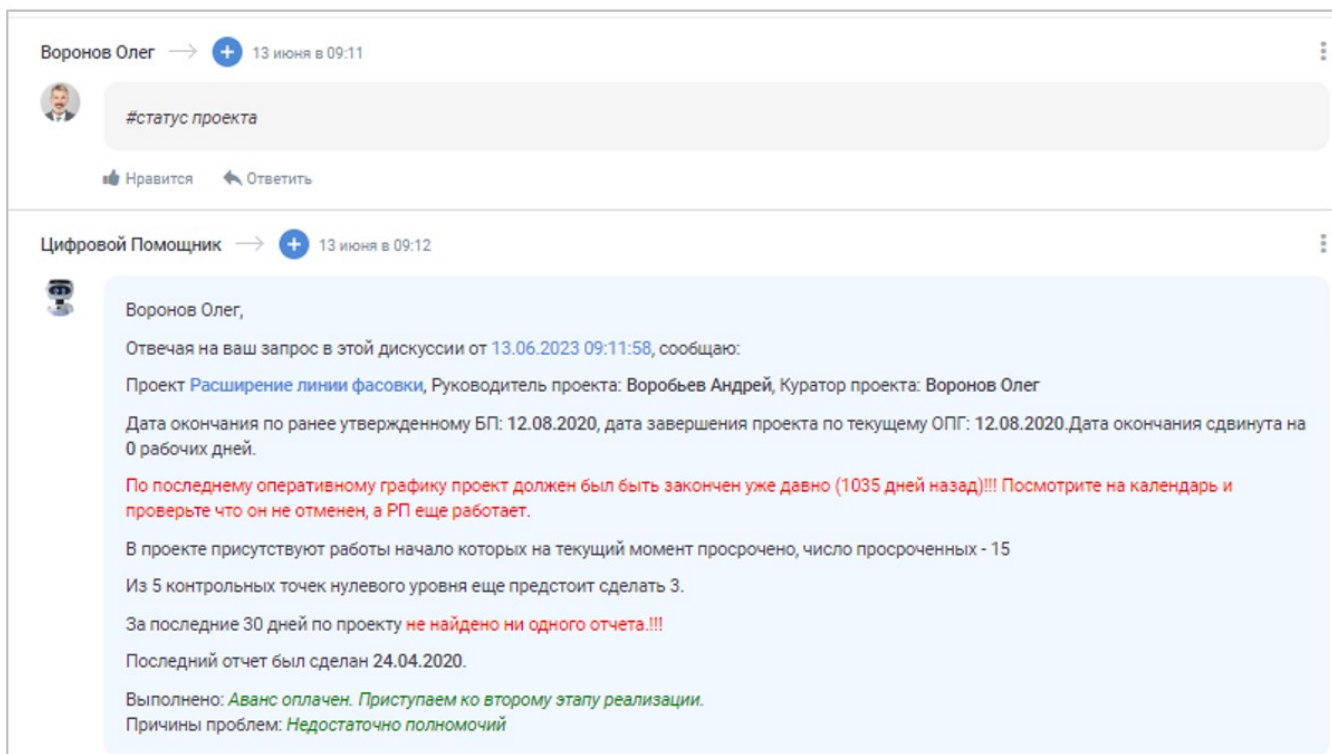 Воронов Олег 13 июня в 09:11
#статус проекта
Нравится Ответить
Цифровой Помощник 13 июня в 09:12
Воронов Олег,
Отвечая на ваш запрос в этой дискуссии от 13.06.2023 09:11:58, сообщаю:
Проект Расширение линии фасовки, Руководитель проекта: Воробьев Андрей, Куратор проекта: Воронов Олег
Дата окончания по ранее утвержденному БП: 12.08.2020, дата завершения проекта по текущему ОПГ: 12.08.2020.Дата окончания сдвинута на
0 рабочих дней.
По последнему оперативному графику проект должен был быть закончен уже давно (1035 дней назад)!!! Посмотрите на календарь и
проверьте что он не отменен, а РП еще работает.
В проекте присутствуют работы начало которых на текущий момент просрочено, число просроченных - 15
Из 5 контрольных точек нулевого уровня еще предстоит сделать 3.
За последние 30 дней по проекту не найдено ни одного отчета.!!!
Последний отчет был сделан 24.04.2020.
Выполнено: Аванс оплачен. Приступаем ко второму этапу реализации.
Причины проблем: Недостаточно полномочий